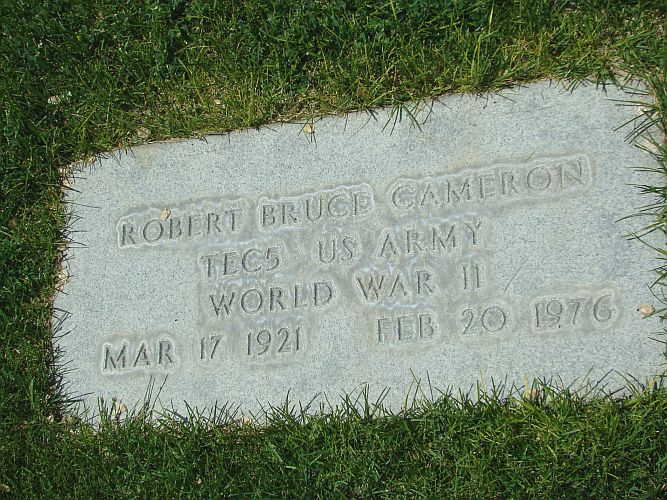 ROBERT BRUCE CAMERON
TEC5 US ARMY
WORLD WAR II
MAR 17 1921 FEB 20 1976